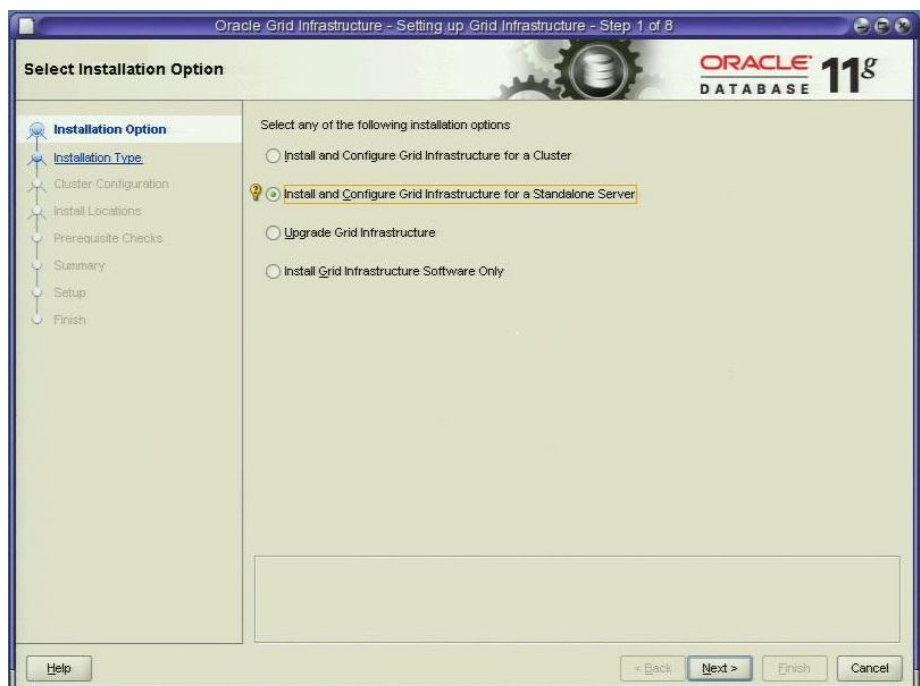 Oracle Grid Infrastructure - Setting up Grid Infrastructure - Step 1 of 8
Select Installation Option
ORACLE
DATABASE
11g
Installation Option
Installation Type
Cluster Configuration
Install Locations
Prerequisite Checks
Summary
Setup
Finish
Select any of the following installation options
Install and Configure Grid Infrastructure for a Cluster
Install and Configure Grid Infrastructure for a Standalone Server
Upgrade Grid Infrastructure
Install Grid Infrastructure Software Only
Help
< Back
Next >
Finish
Cancel